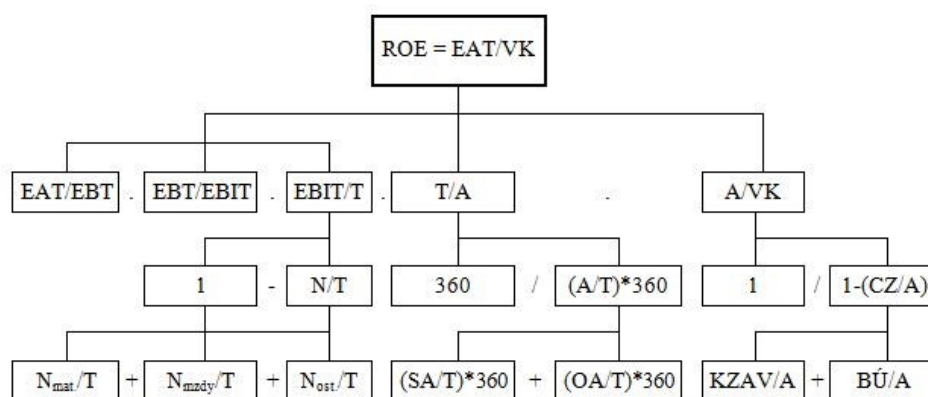 ROE = EAT/VK
EAT/EBT . EBT/EBIT . EBIT/T . T/A . A/VK
1 - N/T 360 / (A/T)*360 1 / 1-(CZ/A)
Nmat/T + Nmzdy/T + Nost/T (SA/T)*360 + (OA/T)*360 KZAV/A + BÚ/A